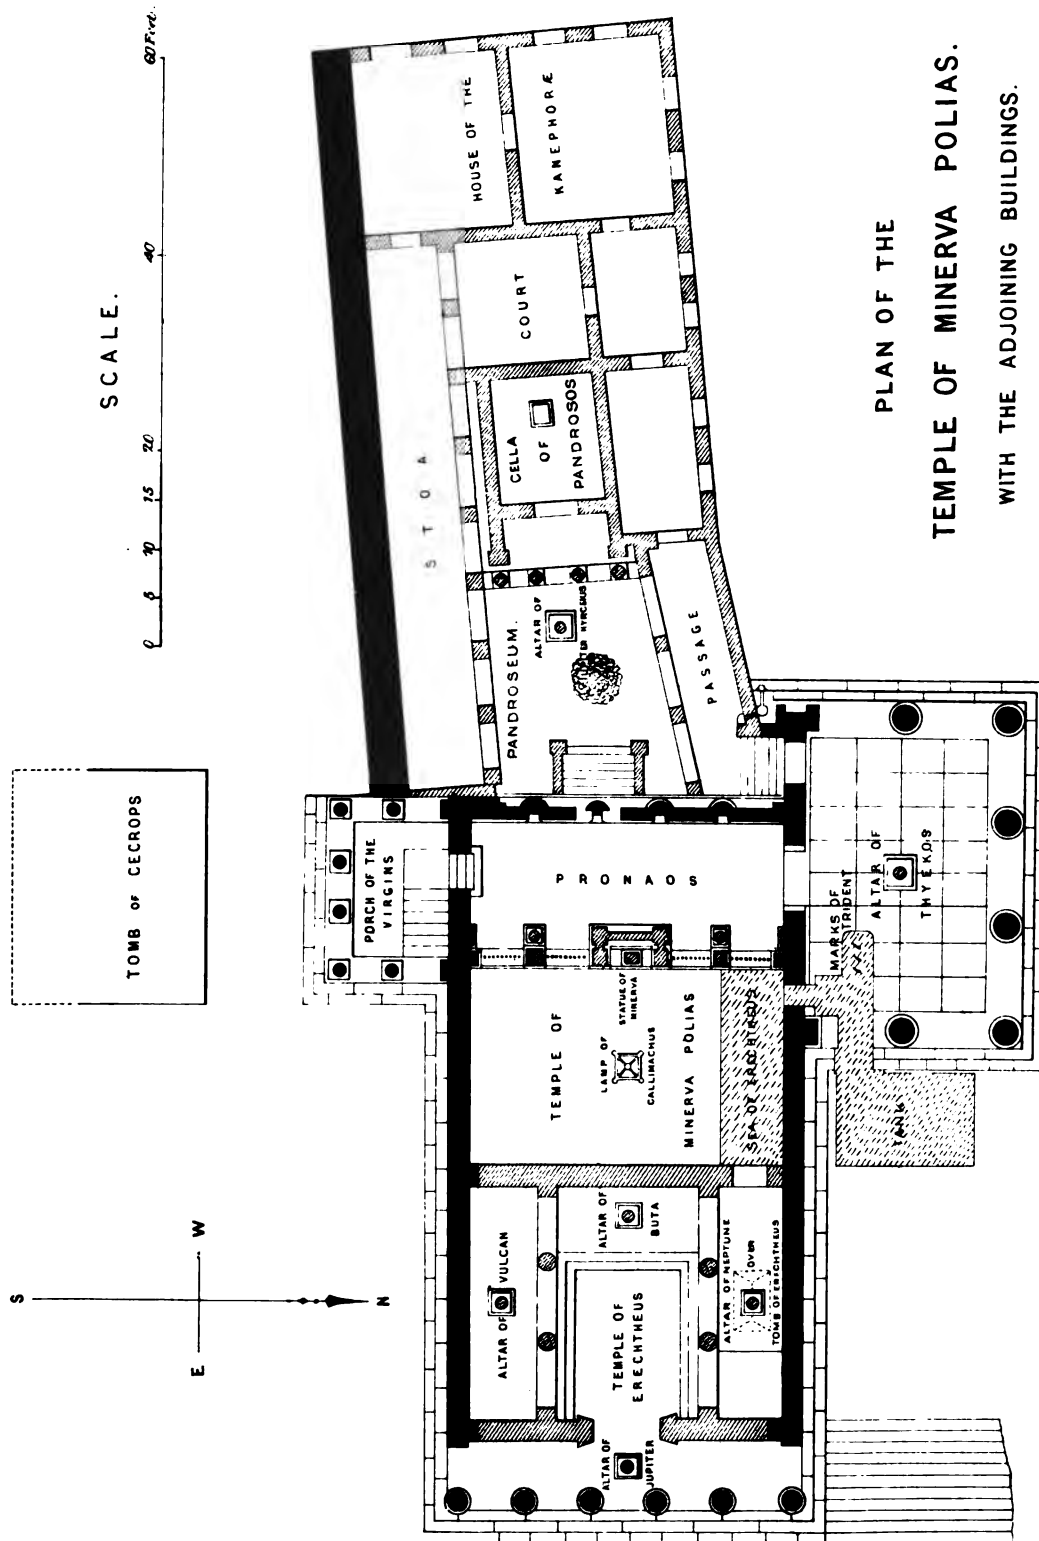 PLAN OF THE
TEMPLE OF MINERVA POLIAS.
WITH THE ADJOINING BUILDINGS.
SCALE.
0 5 10 15 20 40 60 Feet.
S
E W
N
TOMB OF CECROPS
STOA
HOUSE OF THE
KANEPHORÆ
COURT
CELLA
OF
PANDROSOS
PANDROSEUM.
ALTAR OF
PASSAGE
PORCH OF THE
VIRGINS
PRONAOS
MARKS OF
TRIDENT
ALTAR OF
THYEKOS
TEMPLE OF
MINERVA POLIAS
LAMP OF
CALLIMACHUS
STATUE OF
MINERVA
SEA OF ERECHTHEUS
TANK
ALTAR OF VULCAN
ALTAR OF
BUTA
TEMPLE OF
ERECHTHEUS
ALTAR OF NEPTUNE
OVER
TOMB OF ERICHTHEUS
ALTAR OF
JUPITER